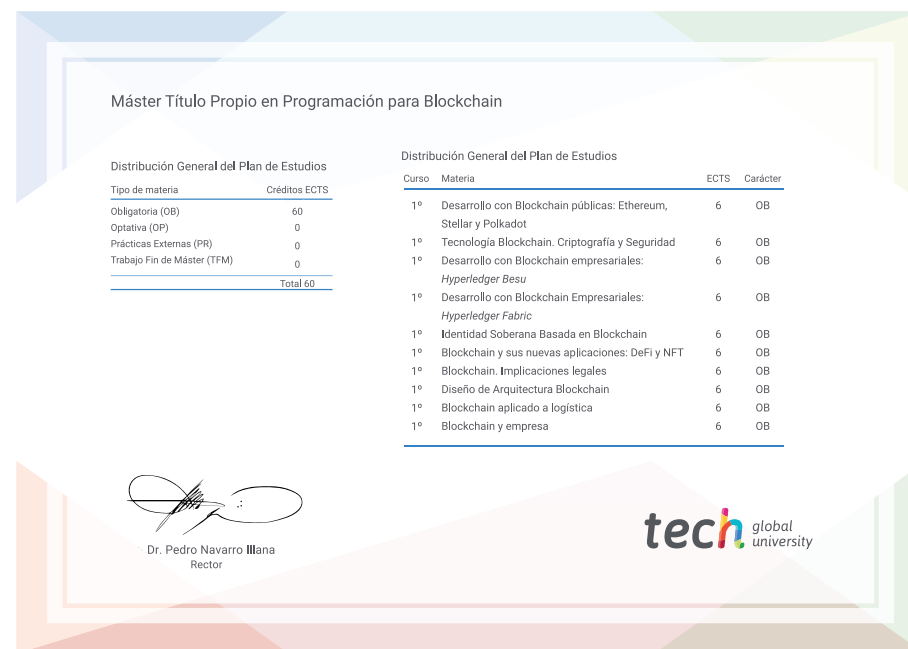 Máster Título Propio en Programación para Blockchain
Distribución General del Plan de Estudios
Tipo de materia Créditos ECTS
Obligatoria (OB) 60
Optativa (OP) 0
Prácticas Externas (PR) 0
Trabajo Fin de Máster (TFM) 0
Total 60
Distribución General del Plan de Estudios
Curso Materia ECTS Carácter
1º Desarrollo con Blockchain públicas: Ethereum, 6 OB
Stellar y Polkadot
1º Tecnología Blockchain. Criptografía y Seguridad 6 OB
1º Desarrollo con Blockchain empresariales: 6 OB
Hyperledger Besu
1º Desarrollo con Blockchain Empresariales: 6 OB
Hyperledger Fabric
1º Identidad Soberana Basada en Blockchain 6 OB
1º Blockchain y sus nuevas aplicaciones: DeFi y NFT 6 OB
1º Blockchain. Implicaciones legales 6 OB
1º Diseño de Arquitectura Blockchain 6 OB
1º Blockchain aplicado a logística 6 OB
1º Blockchain y empresa 6 OB
Dr. Pedro Navarro Illana
Rector
tech global
university